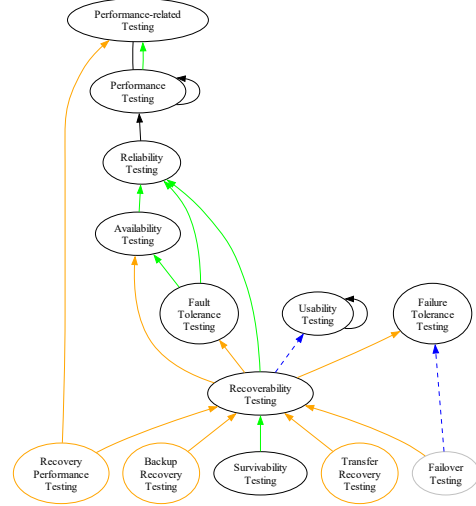 Performance-related
Testing
Performance
Testing
Reliability
Testing
Availability
Testing
Fault
Tolerance
Testing
Usability
Testing
Failure
Tolerance
Testing
Recoverability
Testing
Recovery
Performance
Testing
Backup
Recovery
Testing
Survivability
Testing
Transfer
Recovery
Testing
Failover
Testing